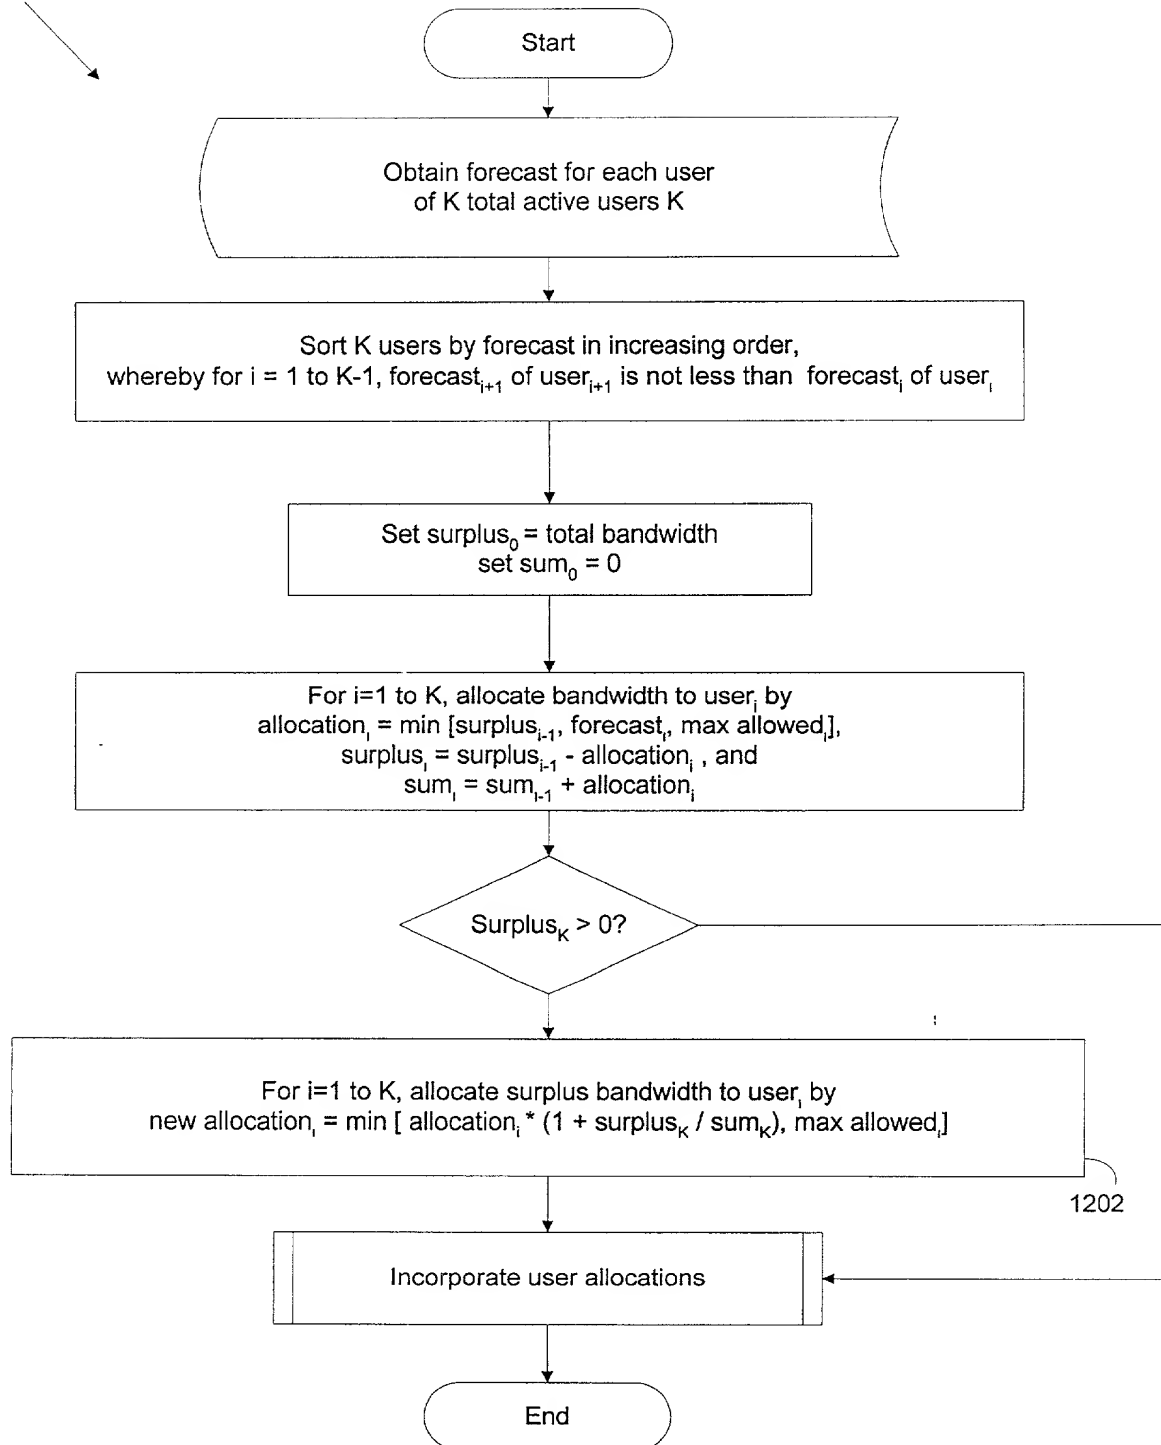 Start
Obtain forecast for each user
of K total active users K
Sort K users by forecast in increasing order,
whereby for i = 1 to K-1, forecast_{i+1} of user_{i+1} is not less than forecast_i of user_i
Set surplus_0 = total bandwidth
set sum_0 = 0
For i=1 to K, allocate bandwidth to user_i by
allocation_i = min [surplus_{i-1}, forecast_i, max allowed_i],
surplus_i = surplus_{i-1} - allocation_i , and
sum_i = sum_{i-1} + allocation_i
Surplus_K > 0?
For i=1 to K, allocate surplus bandwidth to user_i by
new allocation_i = min [ allocation_i * (1 + surplus_K / sum_K), max allowed_i]
1202
Incorporate user allocations
End